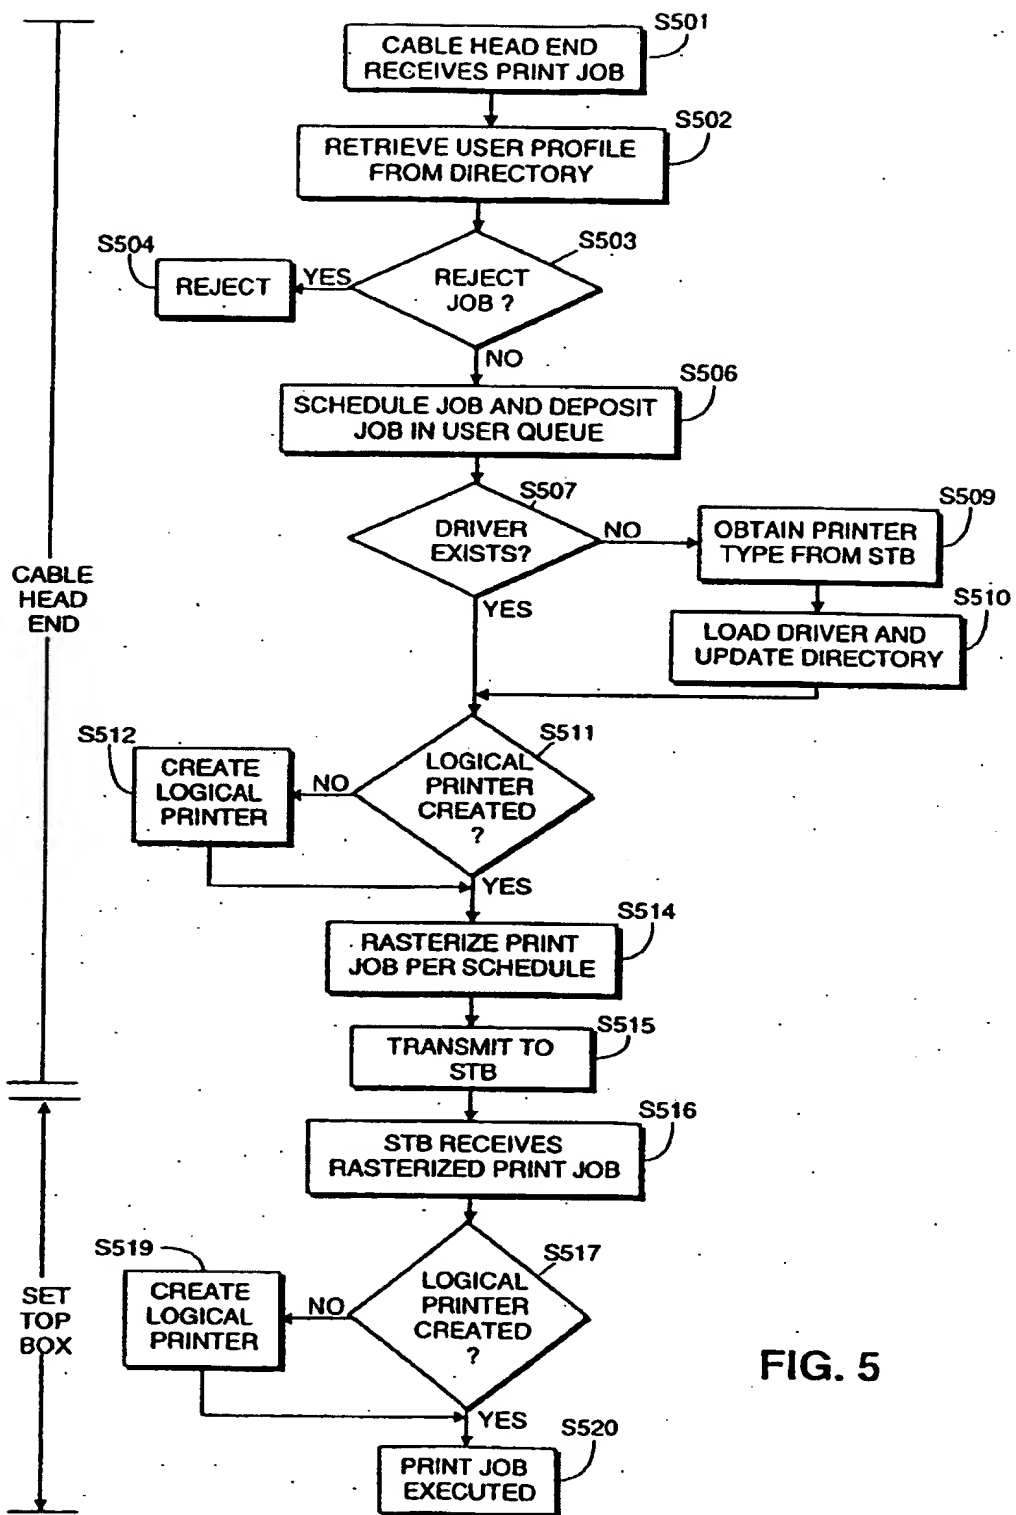 S501
CABLE HEAD END
RECEIVES PRINT JOB
S502
RETRIEVE USER PROFILE
FROM DIRECTORY
S503
S504
REJECT
YES
REJECT
JOB ?
NO
S506
SCHEDULE JOB AND DEPOSIT
JOB IN USER QUEUE
S507
DRIVER
EXISTS?
NO
S509
OBTAIN PRINTER
TYPE FROM STB
YES
S510
LOAD DRIVER AND
UPDATE DIRECTORY
CABLE
HEAD
END
S511
S512
CREATE
LOGICAL
PRINTER
NO
LOGICAL
PRINTER
CREATED
?
YES
S514
RASTERIZE PRINT
JOB PER SCHEDULE
S515
TRANSMIT TO
STB
S516
STB RECEIVES
RASTERIZED PRINT JOB
S517
S519
CREATE
LOGICAL
PRINTER
NO
LOGICAL
PRINTER
CREATED
?
YES
SET
TOP
BOX
FIG. 5
S520
PRINT JOB
EXECUTED